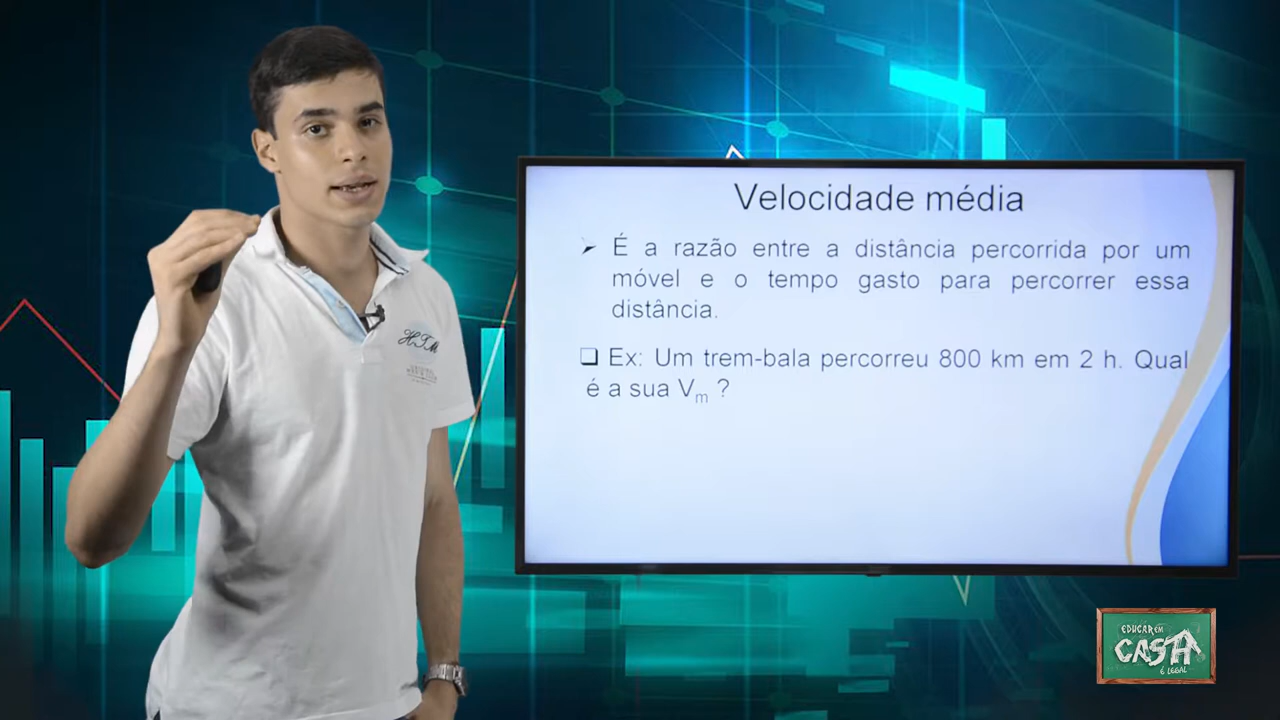 Velocidade média
➤ É a razão entre a distância percorrida por um
móvel e o tempo gasto para percorrer essa
distância.
❑ Ex: Um trem-bala percorreu 800 km em 2 h. Qual
é a sua Vm ?
HTM
EDUCAR EM
CASA
É LEGAL